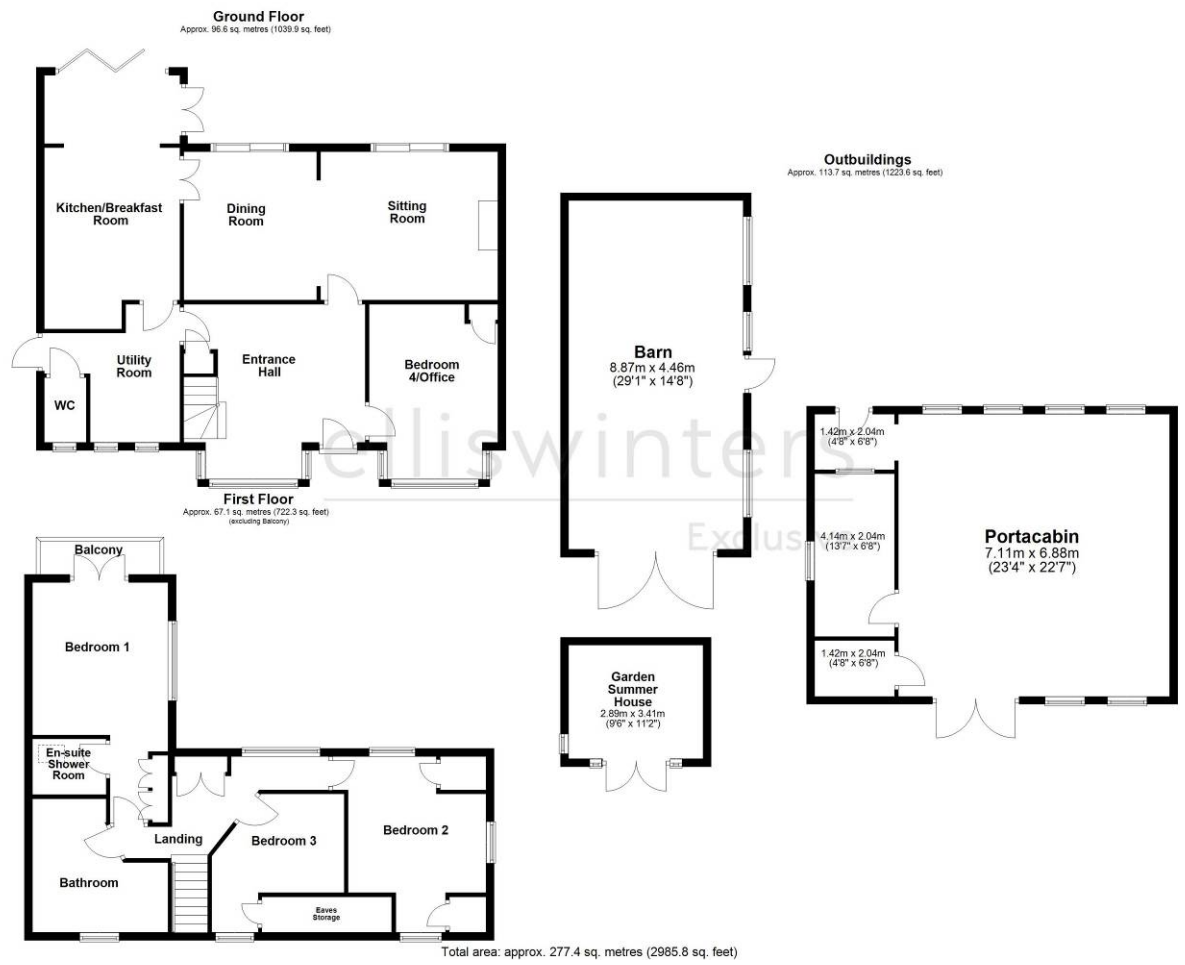 Ground Floor
Approx. 96.6 sq. metres (1039.9 sq. feet)
Kitchen/Breakfast
Room
Dining
Room
Sitting
Room
Utility
Room
WC
Entrance
Hall
Bedroom
4/Office
First Floor
Approx. 67.1 sq. metres (722.3 sq. feet)
(excluding Balcony)
Balcony
Bedroom 1
En-suite
Shower
Room
Landing
Bathroom
Bedroom 3
Bedroom 2
Eaves
Storage
Outbuildings
Approx. 113.7 sq. metres (1223.6 sq. feet)
Barn
8.87m x 4.46m
(29'1" x 14'8")
Garden
Summer
House
2.89m x 3.41m
(9'6" x 11'2")
1.42m x 2.04m
(4'8" x 6'8")
4.14m x 2.04m
(13'7" x 6'8")
1.42m x 2.04m
(4'8" x 6'8")
Portacabin
7.11m x 6.88m
(23'4" x 22'7")
elliswinters
Exclusive
Total area: approx. 277.4 sq. metres (2985.8 sq. feet)